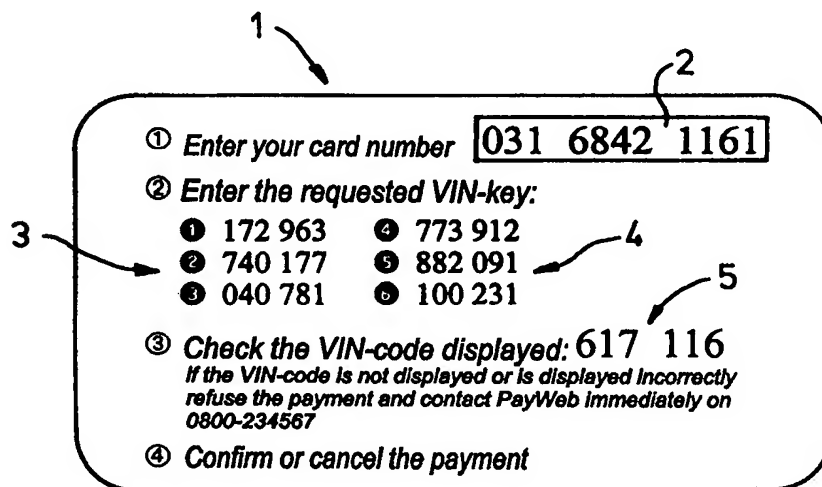 1
2
① Enter your card number 031 6842 1161
② Enter the requested VIN-key:
❶ 172 963 ❹ 773 912
3 ❷ 740 177 ❺ 882 091 4
❸ 040 781 ❻ 100 231
5
③ Check the VIN-code displayed: 617 116
If the VIN-code is not displayed or is displayed incorrectly
refuse the payment and contact PayWeb immediately on
0800-234567
④ Confirm or cancel the payment